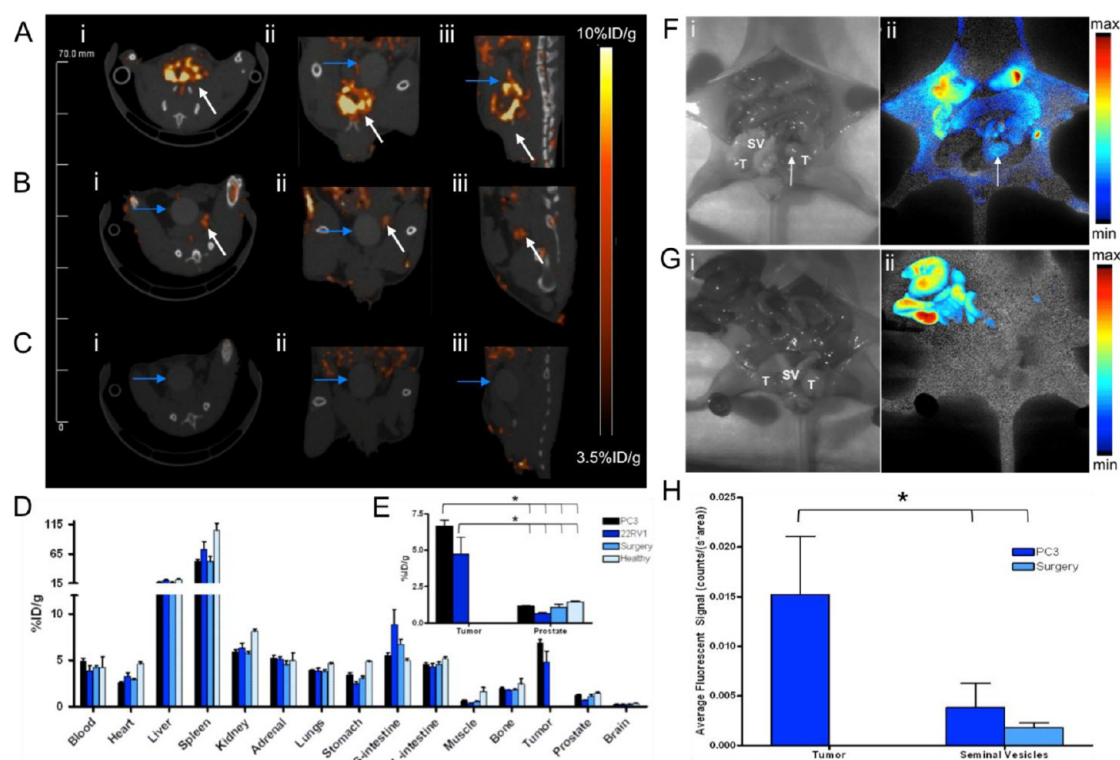 A
i
ii
iii
10%ID/g
70.0 mm
B
i
ii
iii
C
i
ii
iii
0
3.5%ID/g
F
i
ii
max
SV
T
T
min
G
i
ii
max
T
SV
T
min
D
%ID/g
115
75
45
15
10
5
0
Blood
Heart
Liver
Spleen
Kidney
Adrenal
Lungs
Stomach
S-intestine
L-intestine
Muscle
Bone
Tumor
Prostate
Brain
E
%ID/g
7.5
5.0
2.5
0.0
*
*
PC3
22RV1
Surgery
Healthy
Tumor
Prostate
H
Average Fluorescent Signal (counts/(s*area))
0.025
0.020
0.015
0.010
0.005
0.000
*
PC3
Surgery
Tumor
Seminal Vesicles